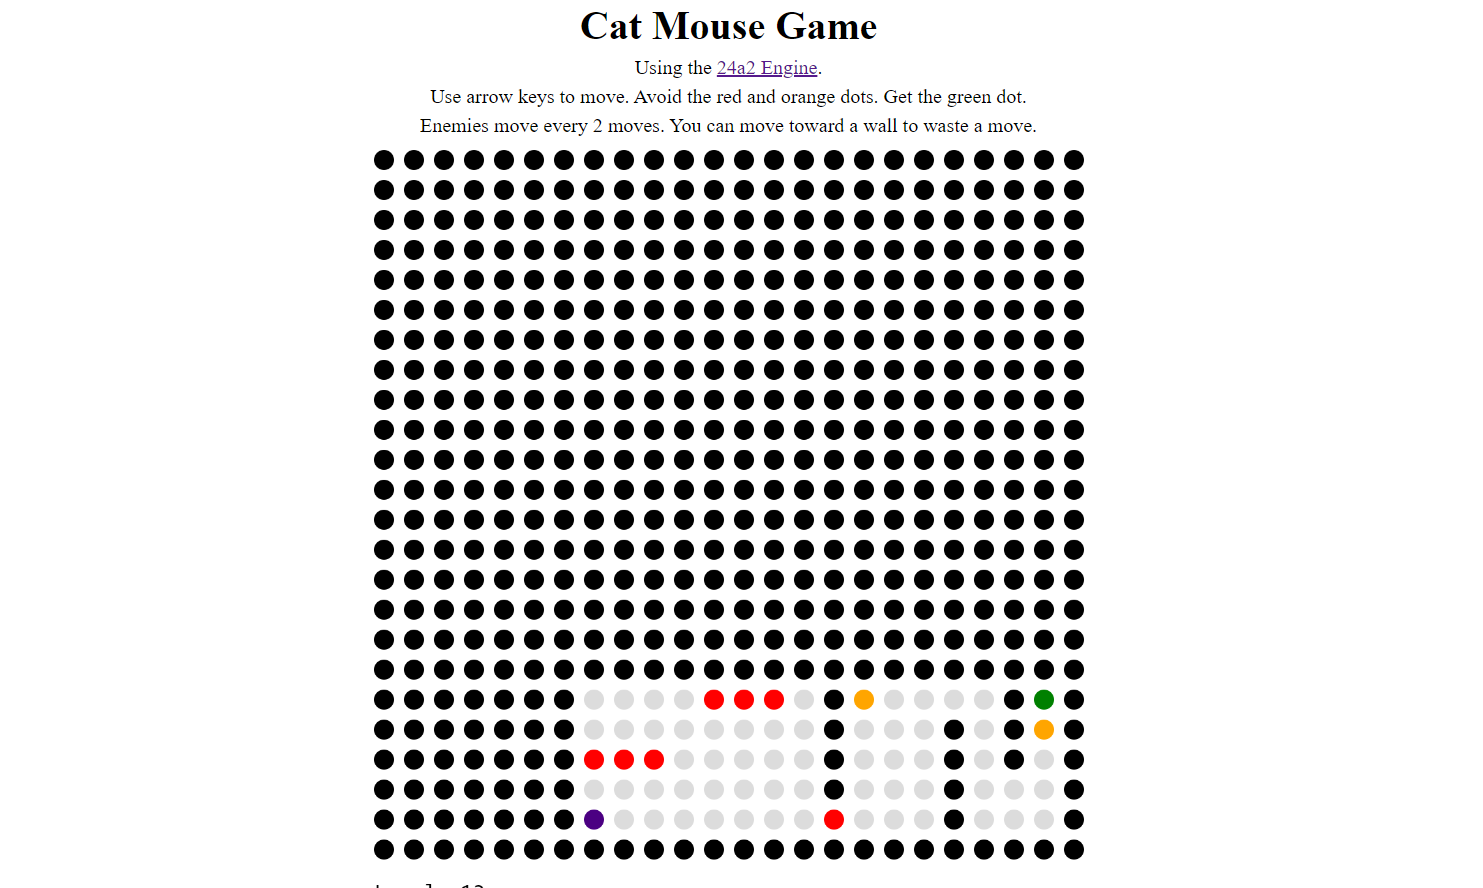 Cat Mouse Game
Using the 24a2 Engine.
Use arrow keys to move. Avoid the red and orange dots. Get the green dot.
Enemies move every 2 moves. You can move toward a wall to waste a move.